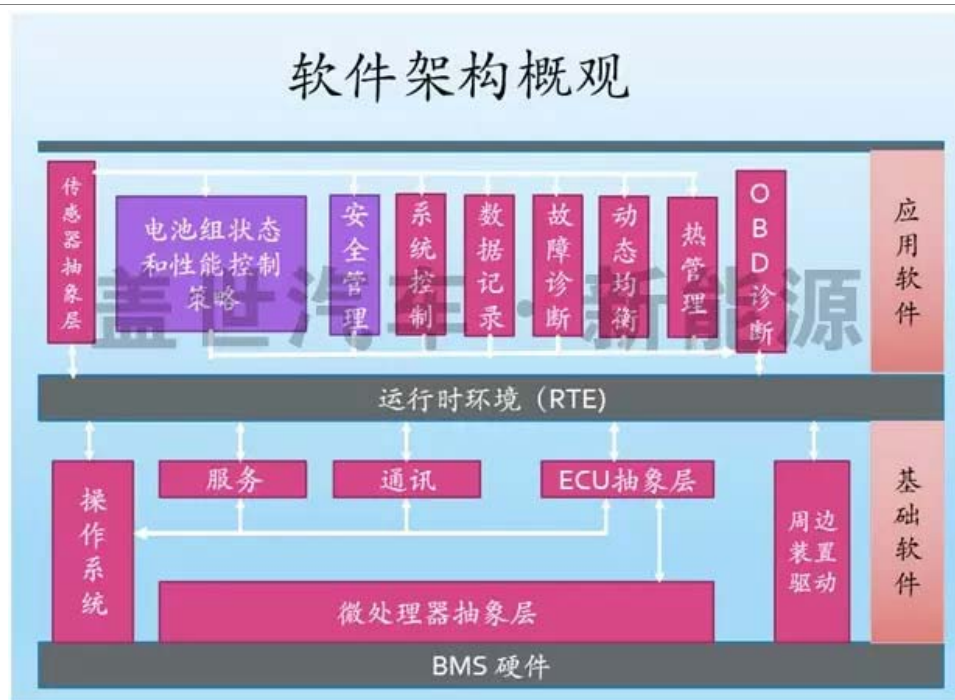 软件架构概观
传感器抽象层
电池组状态
和性能控制
策略
安全管理
系统控制
数据记录
故障诊断
动态均衡
热管理
OBD诊断
应用软件
盖世汽车·新能源
运行时环境（RTE)
操作系统
服务
通讯
ECU抽象层
周边
装置
驱动
基础软件
微处理器抽象层
BMS 硬件